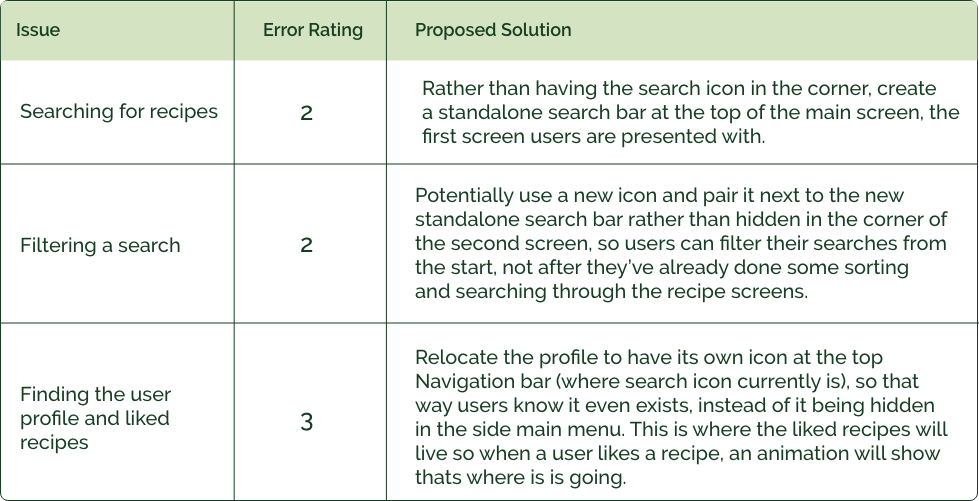 Issue
Error Rating
Proposed Solution
Searching for recipes
2
Rather than having the search icon in the corner, create
a standalone search bar at the top of the main screen, the
first screen users are presented with.
Filtering a search
2
Potentially use a new icon and pair it next to the new
standalone search bar rather than hidden in the corner of
the second screen, so users can filter their searches from
the start, not after they've already done some sorting
and searching through the recipe screens.
Finding the user
profile and liked
recipes
3
Relocate the profile to have its own icon at the top
Navigation bar (where search icon currently is), so that
way users know it even exists, instead of it being hidden
in the side main menu. This is where the liked recipes will
live so when a user likes a recipe, an animation will show
thats where is is going.